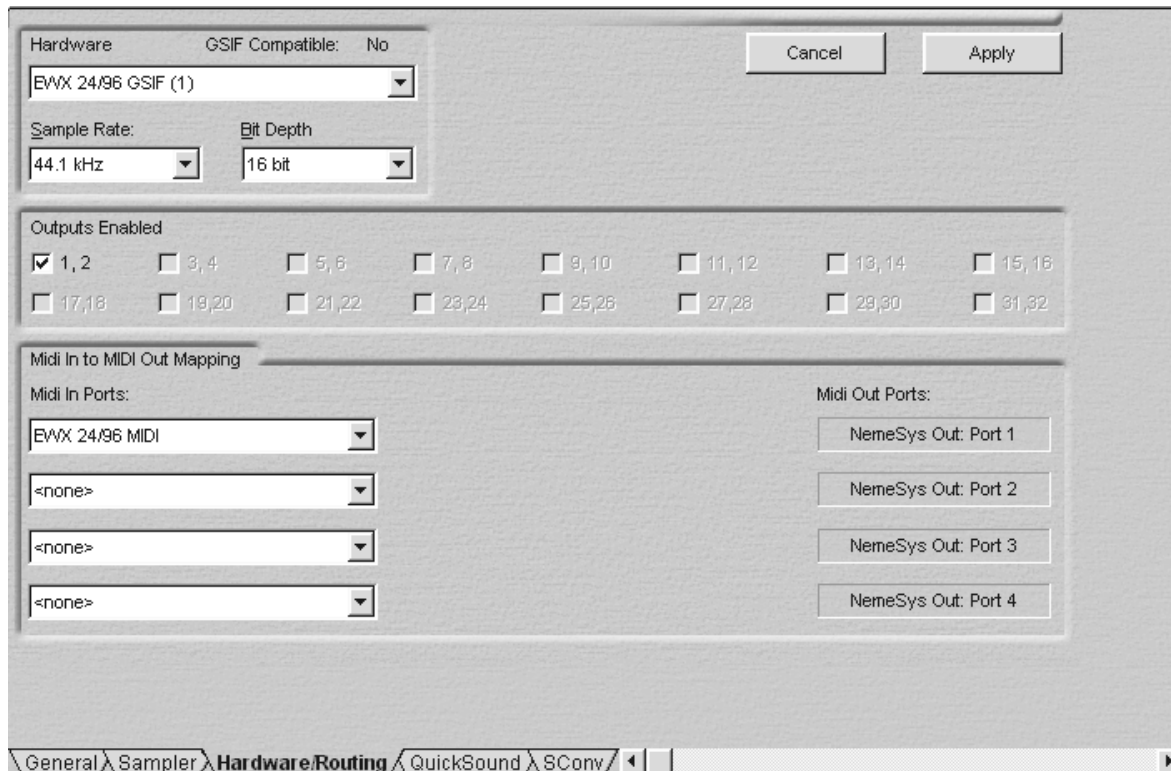 Hardware GSIF Compatible: No
Cancel Apply
EWX 24/96 GSIF (1)
Sample Rate: Bit Depth
44.1 kHz 16 bit
Outputs Enabled
1, 2 3, 4 5, 6 7, 8 9, 10 11, 12 13, 14 15, 16
17,18 19,20 21,22 23,24 25,26 27,28 29,30 31,32
Midi In to MIDI Out Mapping
Midi In Ports: Midi Out Ports:
EWX 24/96 MIDI NemeSys Out: Port 1
<none> NemeSys Out: Port 2
<none> NemeSys Out: Port 3
<none> NemeSys Out: Port 4
General Sampler Hardware/Routing QuickSound SConv